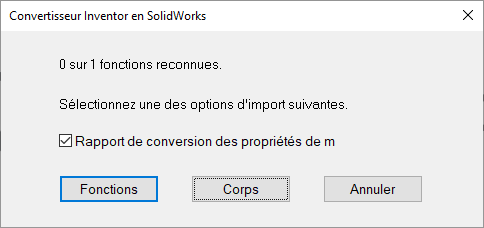 Convertisseur Inventor en SolidWorks
0 sur 1 fonctions reconnues.
Sélectionnez une des options d'import suivantes.
Rapport de conversion des propriétés de m
Fonctions
Corps
Annuler